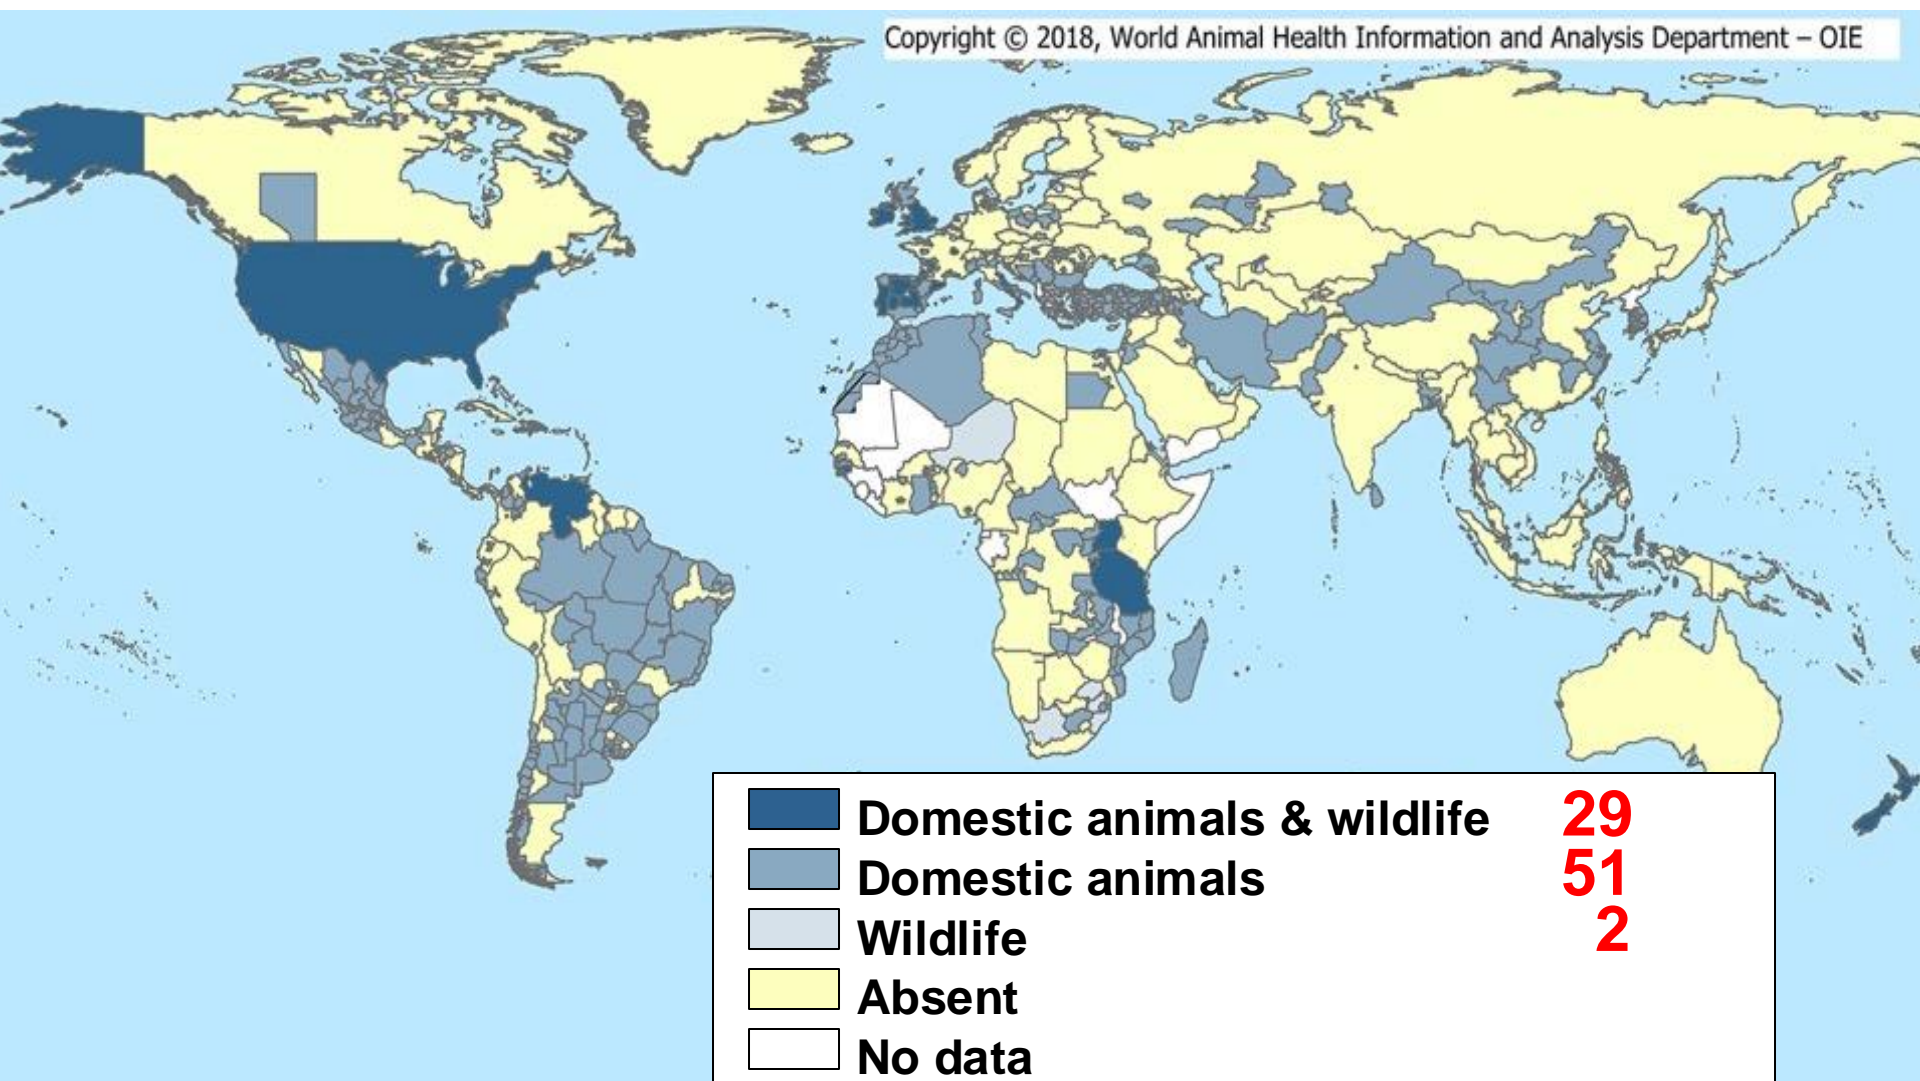 Copyright © 2018, World Animal Health Information and Analysis Department – OIE
Domestic animals & wildlife 29
Domestic animals 51
Wildlife 2
Absent
No data